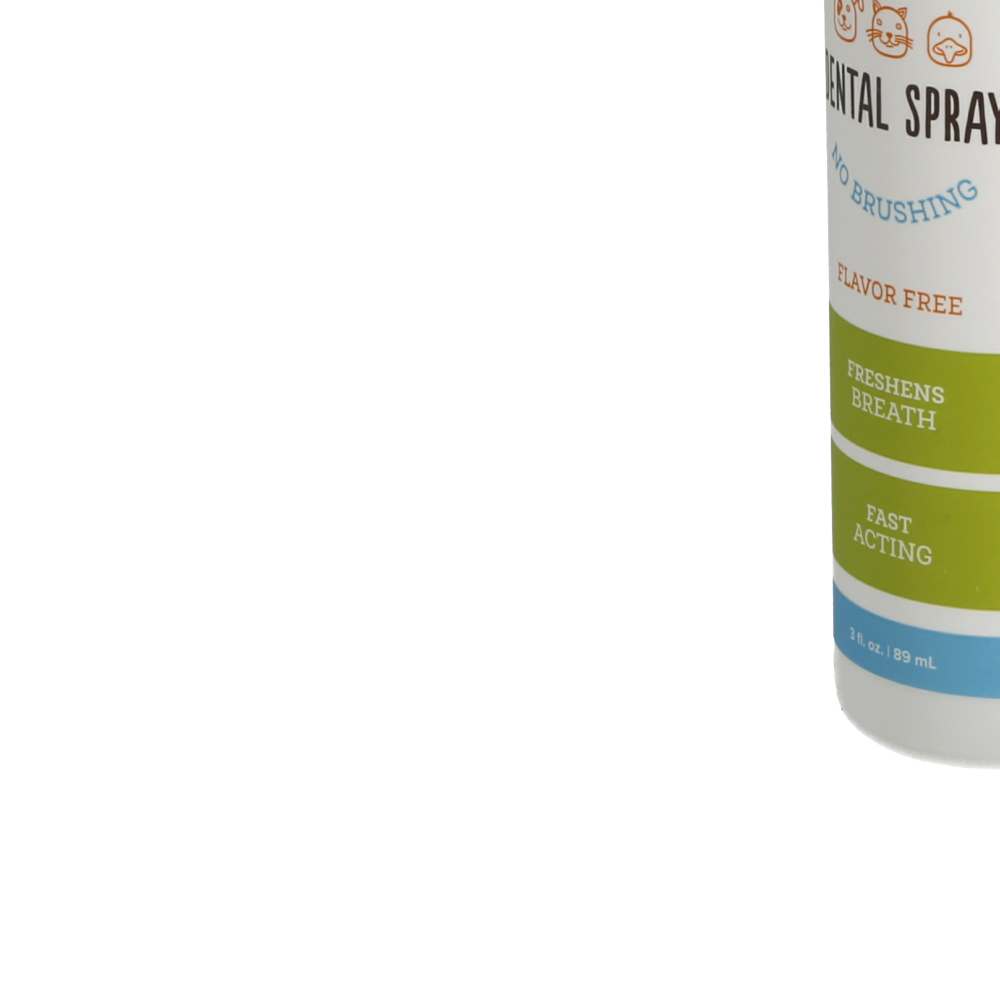 DENTAL SPRAY
NO BRUSHING
FLAVOR FREE
FRESHENS
BREATH
FAST
ACTING
3 fl. oz. | 89 mL